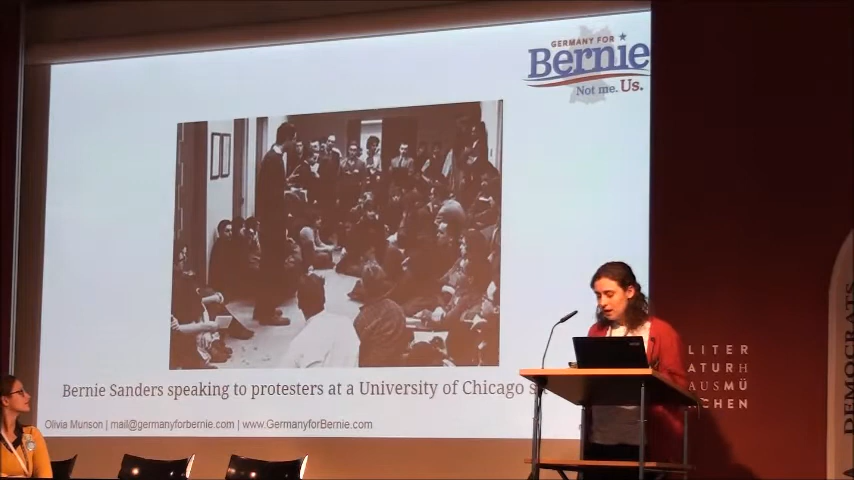 GERMANY FOR
Bernie
Not me. Us.
Bernie Sanders speaking to protesters at a University of Chicago s
Olivia Munson | mail@germanyforbernie.com | www.GermanyforBernie.com
LITER
ATURH
AUSMÜ
NCHEN
DEMOCRATS